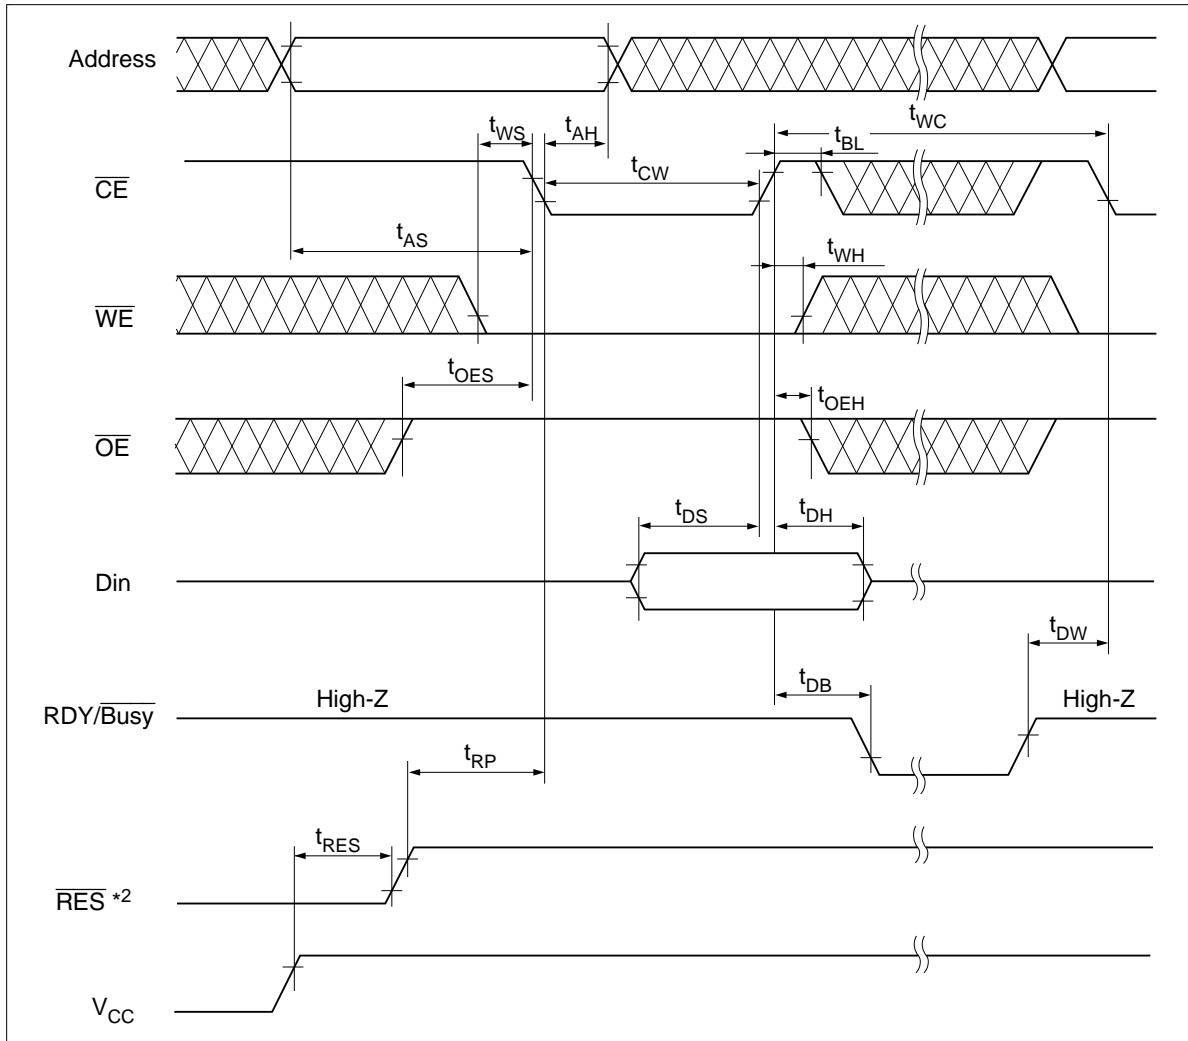 Address
tWC
tWS
tAH
tBL
tCW
CE
tAS
tWH
WE
tOES
tOEH
OE
tDS
tDH
Din
tDW
tDB
High-Z
High-Z
RDY/Busy
tRP
tRES
RES *2
VCC